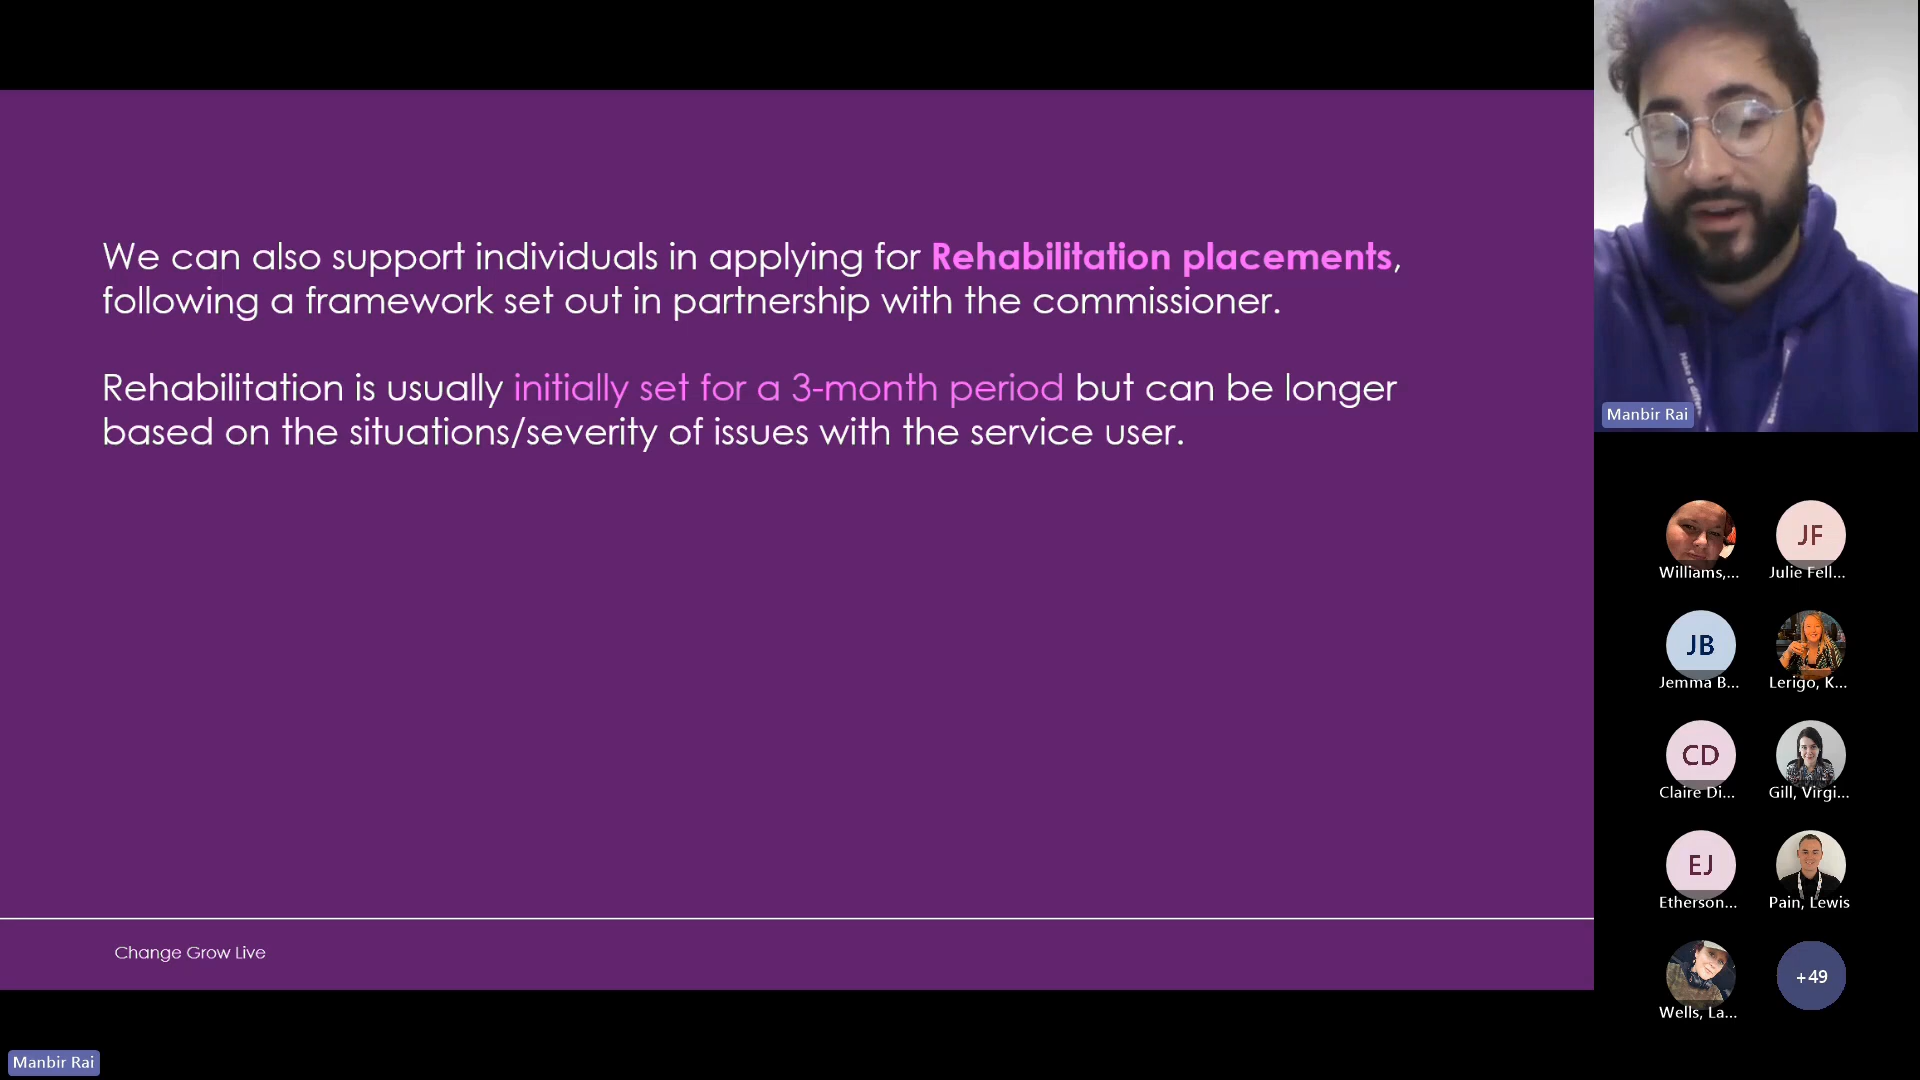 We can also support individuals in applying for Rehabilitation placements,
following a framework set out in partnership with the commissioner.
Rehabilitation is usually initially set for a 3-month period but can be longer
based on the situations/severity of issues with the service user.
Change Grow Live
Manbir Rai
Manbir Rai
Make a
JF
Williams,...
Julie Fell...
JB
Jemma B...
Lerigo, K...
CD
Claire Di...
Gill, Virgi...
EJ
Etherson...
Pain, Lewis
+49
Wells, La...